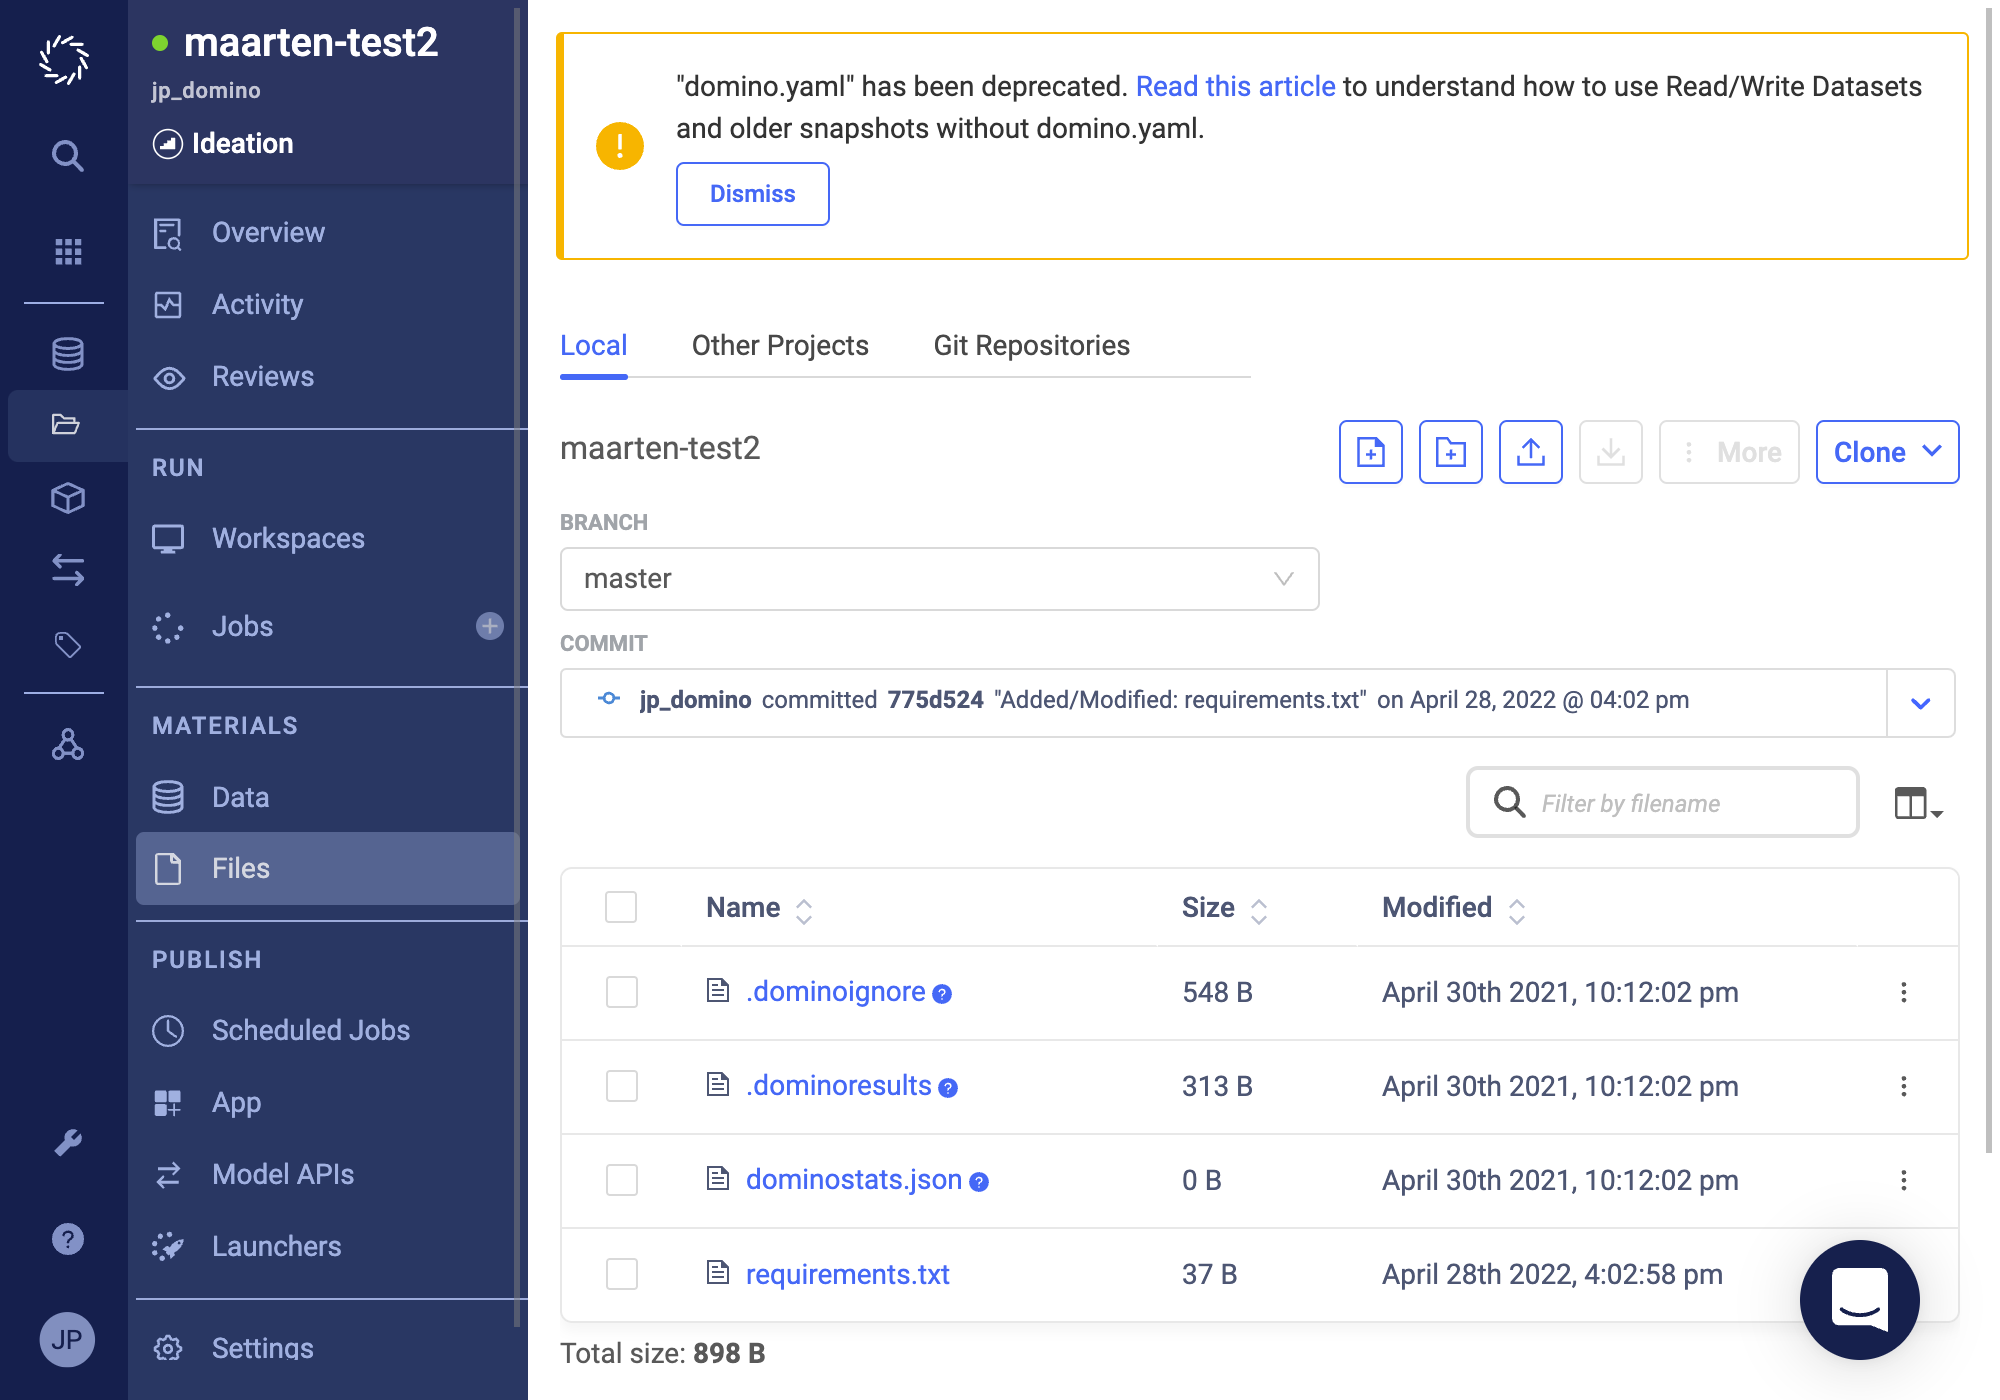 maarten-test2
jp_domino
Ideation
Overview
Activity
Reviews
RUN
Workspaces
Jobs
MATERIALS
Data
Files
PUBLISH
Scheduled Jobs
App
Model APIs
Launchers
Settings
JP
"domino.yaml" has been deprecated. Read this article to understand how to use Read/Write Datasets
and older snapshots without domino.yaml.
Dismiss
Local Other Projects Git Repositories
maarten-test2
More
Clone
BRANCH
master
COMMIT
jp_domino committed 775d524 "Added/Modified: requirements.txt" on April 28, 2022 @ 04:02 pm
Filter by filename
Name Size Modified
.dominoignore 548 B April 30th 2021, 10:12:02 pm
.dominoresults 313 B April 30th 2021, 10:12:02 pm
dominostats.json 0 B April 30th 2021, 10:12:02 pm
requirements.txt 37 B April 28th 2022, 4:02:58 pm
Total size: 898 B